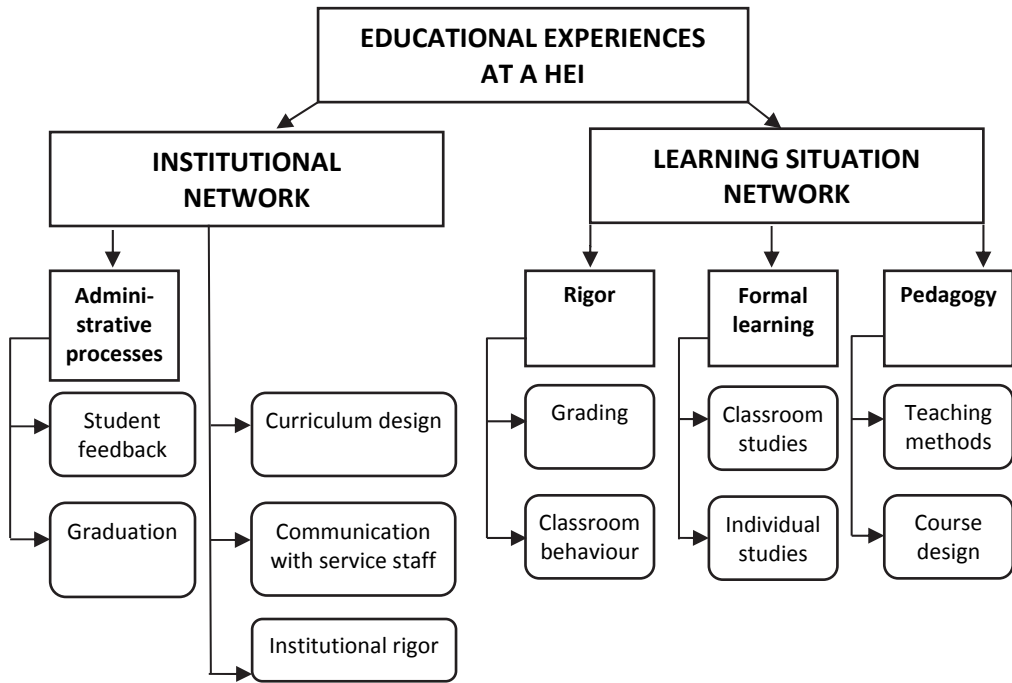 EDUCATIONAL EXPERIENCES
AT A HEI
INSTITUTIONAL
NETWORK
LEARNING SITUATION
NETWORK
Admini-
strative
processes
Student
feedback
Graduation
Curriculum design
Communication
with service staff
Institutional rigor
Rigor
Grading
Classroom
behaviour
Formal
learning
Classroom
studies
Individual
studies
Pedagogy
Teaching
methods
Course
design